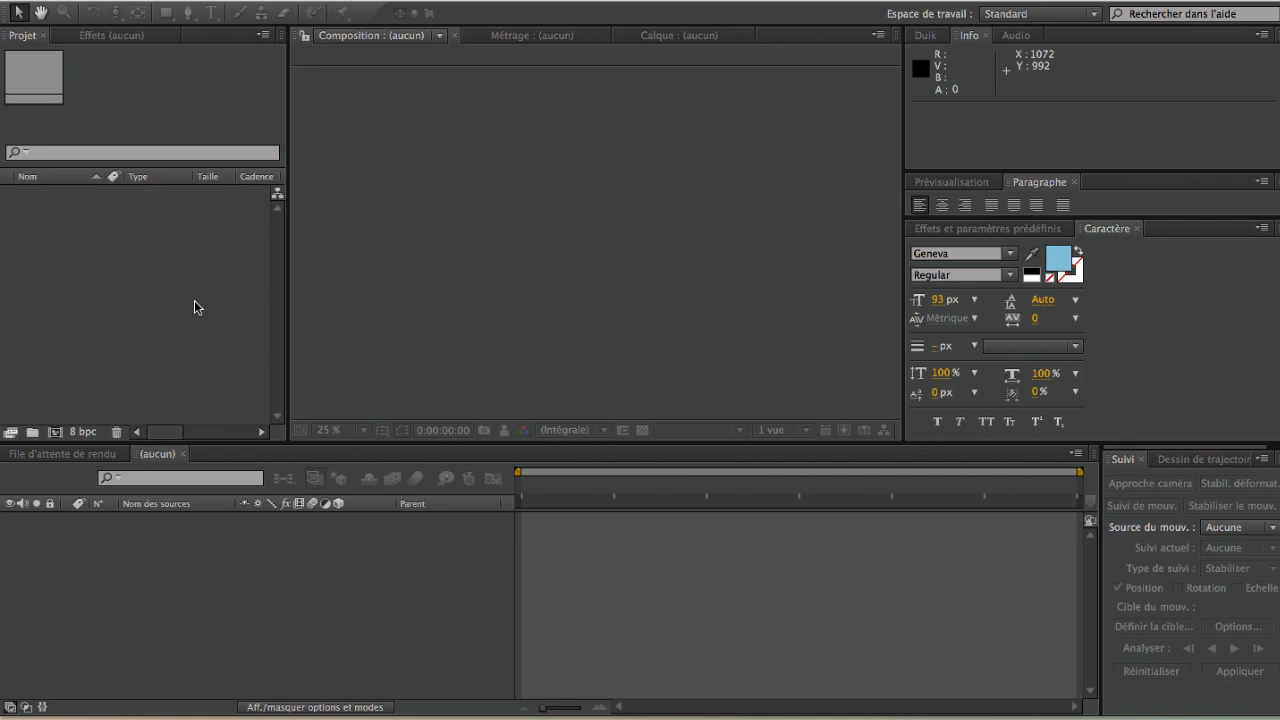 Espace de travail : Standard Rechercher dans l'aide
Projet Effets (aucun)
Composition : (aucun) Métrage : (aucun) Calque : (aucun)
Duik Info Audio
R :
V :
B :
A : 0
X : 1072
Y : 992
Nom Type Taille Cadence
Prévisualisation Paragraphe
Effets et paramètres prédéfinis Caractère
Geneva
Regular
93 px Auto
Métrique 0
- px
100 % 100 %
0 px 0 %
T T TT Tt T¹ T₁
8 bpc
25 % 0:00:00:00 (Intégrale) 1 vue
File d'attente de rendu (aucun)
N° Nom des sources fx Parent
Suivi Dessin de trajectoir
Approche caméra Stabil. déformat.
Suivi de mouv. Stabiliser le mouv.
Source du mouv. : Aucune
Suivi actuel : Aucune
Type de suivi : Stabiliser
Position Rotation Echelle
Cible du mouv. :
Définir la cible... Options...
Analyser :
Réinitialiser Appliquer
Aff./masquer options et modes